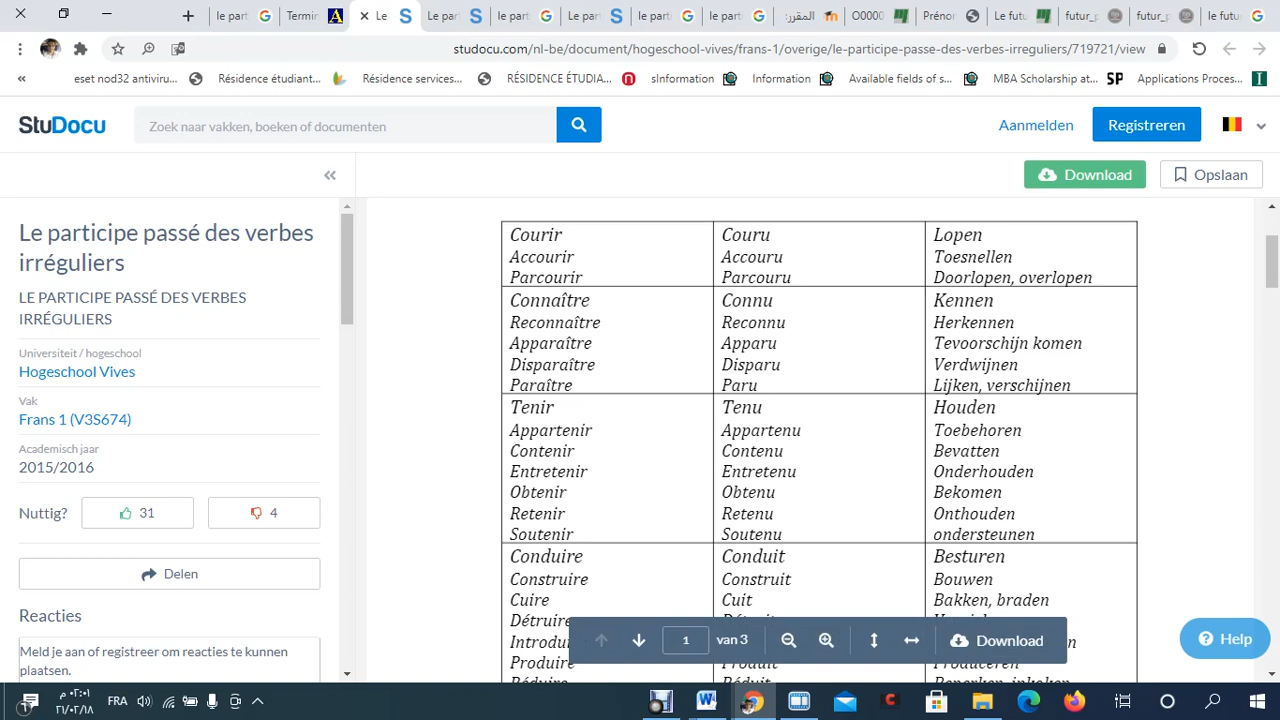 le part
Termin
Le
Le par
le part
Le par
le part
le part
المقرر:
O0000
Prénor
Le futu
futur_p
futur_p
le futur
studocu.com/nl-be/document/hogeschool-vives/frans-1/overige/le-participe-passe-des-verbes-irreguliers/719721/view
«
eset nod32 antiviru...
Résidence étudiant...
Résidence services...
RÉSIDENCE ÉTUDIA...
sInformation
Information
Available fields of s...
MBA Scholarship at...
SP
Applications Proces...
StuDocu
Zoek naar vakken, boeken of documenten
Aanmelden
Registreren
«
Download
Opslaan
Le participe passé des verbes
irréguliers
LE PARTICIPE PASSÉ DES VERBES
IRRÉGULIERS
Universiteit / hogeschool
Hogeschool Vives
Vak
Frans 1 (V3S674)
Academisch jaar
2015/2016
Nuttig?
31
4
Delen
Reacties
Meld je aan of registreer om reacties te kunnen
plaatsen.
Courir Couru Lopen
Accourir Accouru Toesnellen
Parcourir Parcouru Doorlopen, overlopen
Connaître Connu Kennen
Reconnaître Reconnu Herkennen
Apparaître Apparu Tevoorschijn komen
Disparaître Disparu Verdwijnen
Paraître Paru Lijken, verschijnen
Tenir Tenu Houden
Appartenir Appartenu Toebehoren
Contenir Contenu Bevatten
Entretenir Entretenu Onderhouden
Obtenir Obtenu Bekomen
Retenir Retenu Onthouden
Soutenir Soutenu ondersteunen
Conduire Conduit Besturen
Construire Construit Bouwen
Cuire Cuit Bakken, braden
Détruire
Produire Produit Produceren
1 van 3
Download
Help
FRA